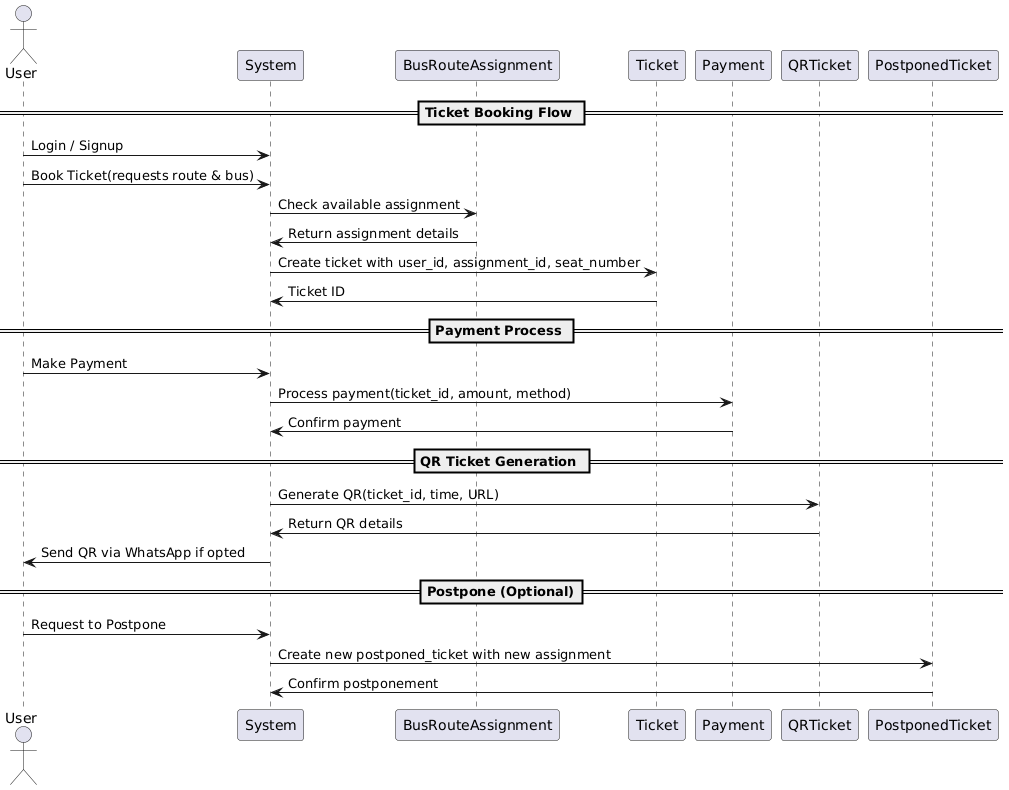 User
System
BusRouteAssignment
Ticket
Payment
QRTicket
PostponedTicket
Ticket Booking Flow
Login / Signup
Book Ticket(requests route & bus)
Check available assignment
Return assignment details
Create ticket with user_id, assignment_id, seat_number
Ticket ID
Payment Process
Make Payment
Process payment(ticket_id, amount, method)
Confirm payment
QR Ticket Generation
Generate QR(ticket_id, time, URL)
Return QR details
Send QR via WhatsApp if opted
Postpone (Optional)
Request to Postpone
Create new postponed_ticket with new assignment
Confirm postponement
User
System
BusRouteAssignment
Ticket
Payment
QRTicket
PostponedTicket